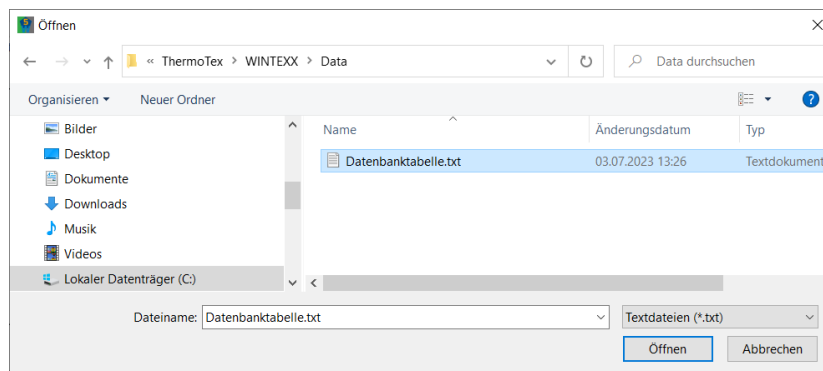 Öffnen
« ThermoTex > WINTEXX > Data
Data durchsuchen
Organisieren
Neuer Ordner
Bilder
Desktop
Dokumente
Downloads
Musik
Videos
Lokaler Datenträger (C:)
Name Änderungsdatum Typ
Datenbanktabelle.txt 03.07.2023 13:26 Textdokument
Dateiname: Datenbanktabelle.txt Textdateien (*.txt)
Öffnen Abbrechen